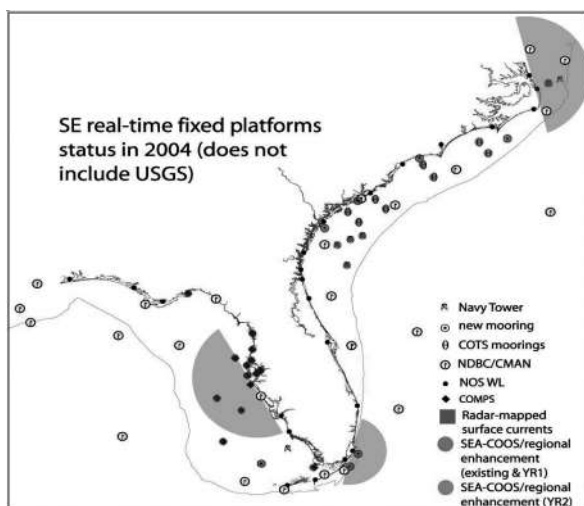 SE real-time fixed platforms
status in 2004 (does not
include USGS)
Navy Tower
new mooring
COTS moorings
NDBC/CMAN
NOS WL
COMPS
Radar-mapped
surface currents
SEA-COOS/regional
enhancement
(existing & YR1)
SEA-COOS/regional
enhancement (YR2)